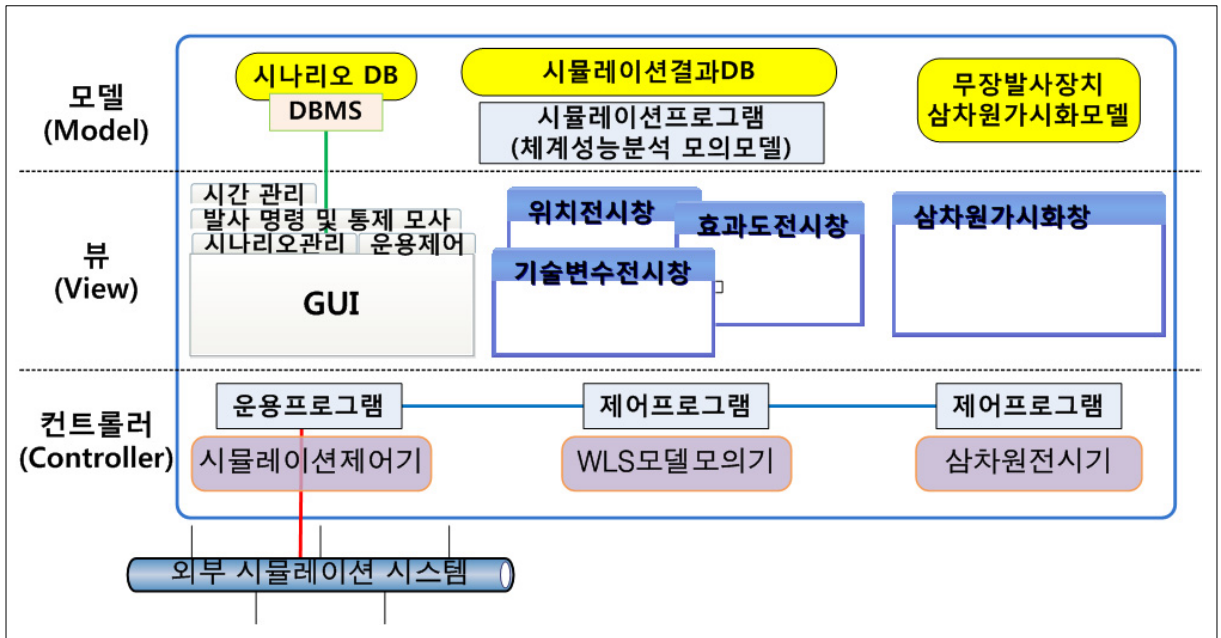 모델
(Model)
시나리오 DB
DBMS
시뮬레이션결과DB
시뮬레이션프로그램
(체계성능분석 모의모델)
무장발사장치
삼차원가시화모델
뷰
(View)
시간 관리
발사 명령 및 통제 모사
시나리오관리
운용제어
GUI
위치전시창
효과도전시창
기술변수전시창
삼차원가시화창
컨트롤러
(Controller)
운용프로그램
제어프로그램
제어프로그램
시뮬레이션제어기
WLS모델모의기
삼차원전시기
외부 시뮬레이션 시스템